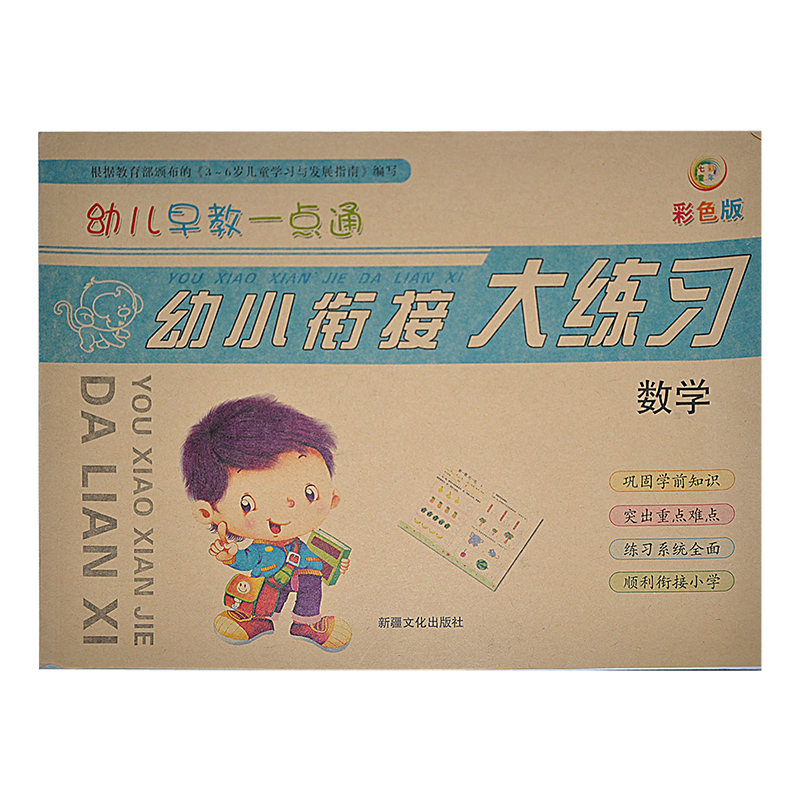 根据教育部颁布的《3～6岁儿童学习与发展指南》编写
七彩
童年
幼儿早教一点通
彩色版
YOU XIAO XIAN JIE DA LIAN XI
幼小衔接 大练习
数学
YOU XIAO XIAN JIE
DA LIAN XI
巩固学前知识
突出重点难点
练习系统全面
顺利衔接小学
新疆文化出版社